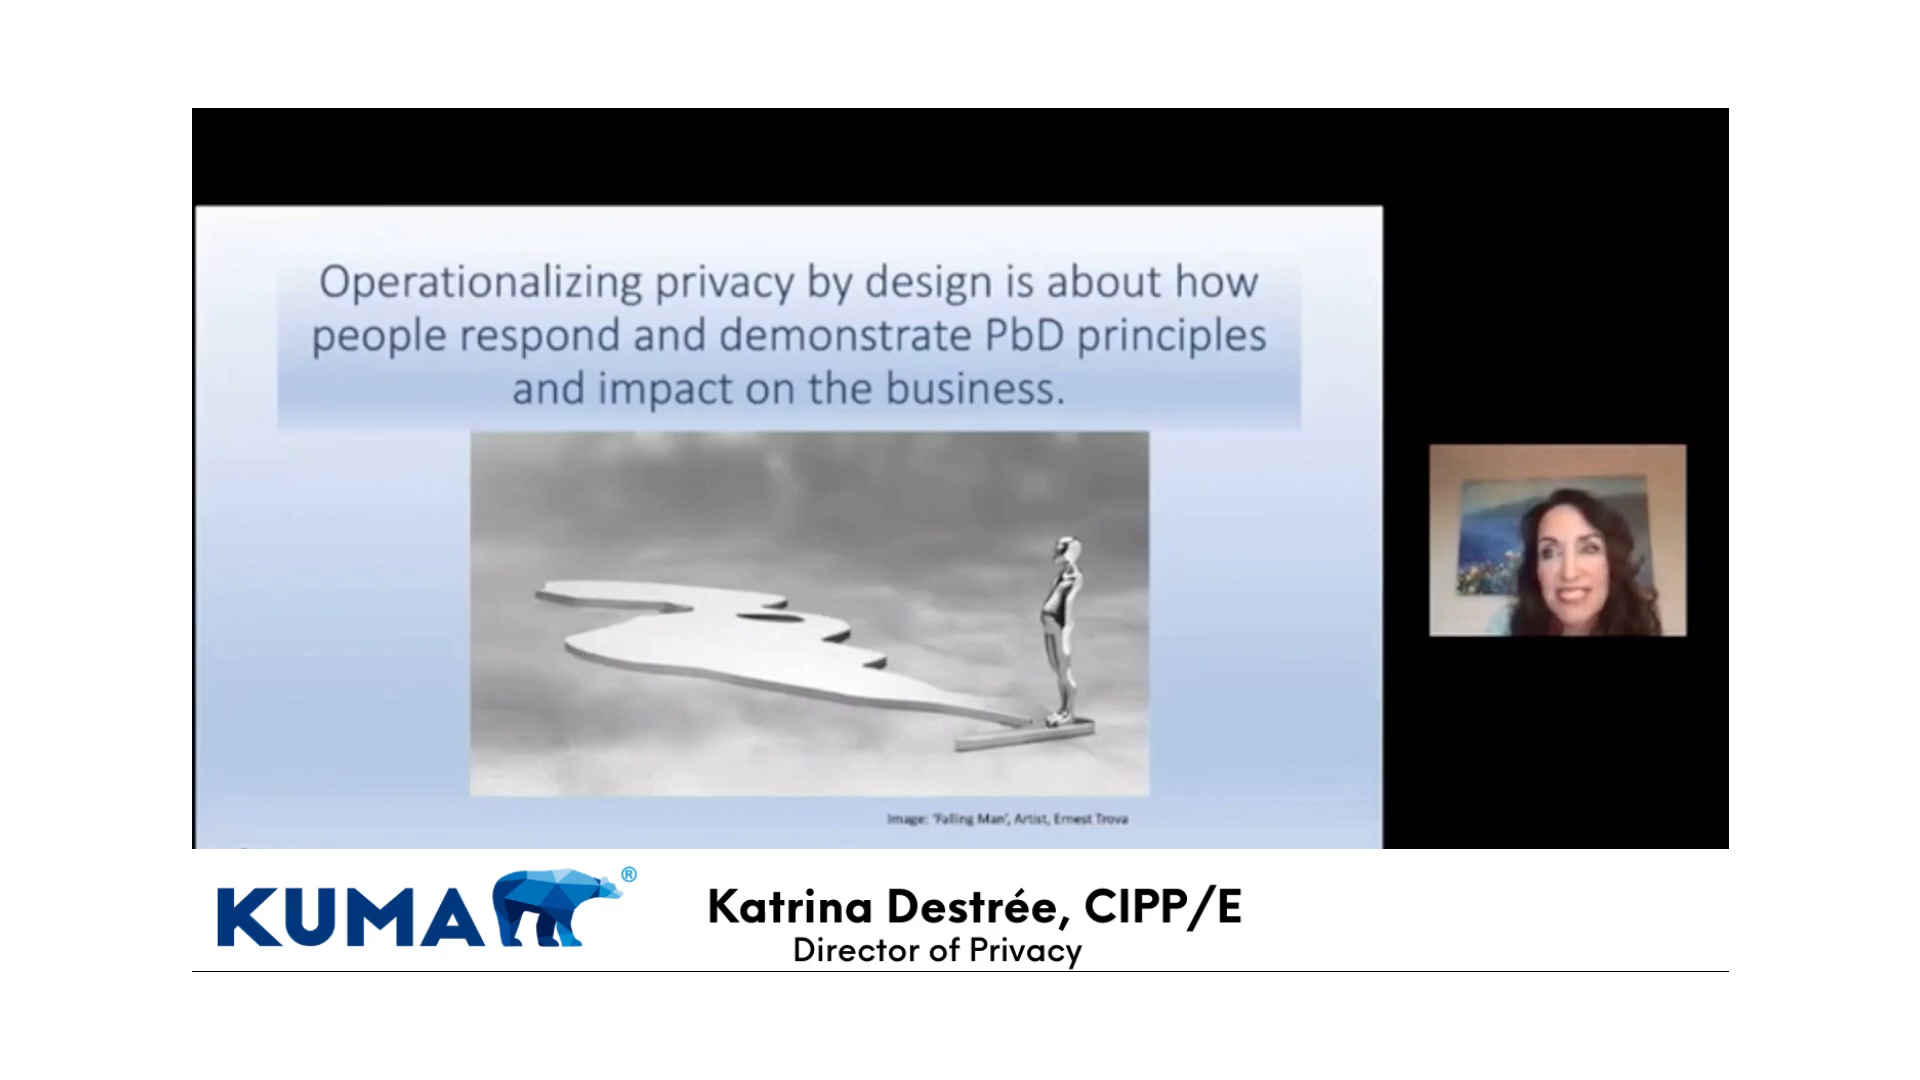 Operationalizing privacy by design is about how
people respond and demonstrate PbD principles
and impact on the business.
Image: 'Falling Man', Artist, Ernest Trova
KUMA®
Katrina Destrée, CIPP/E
Director of Privacy